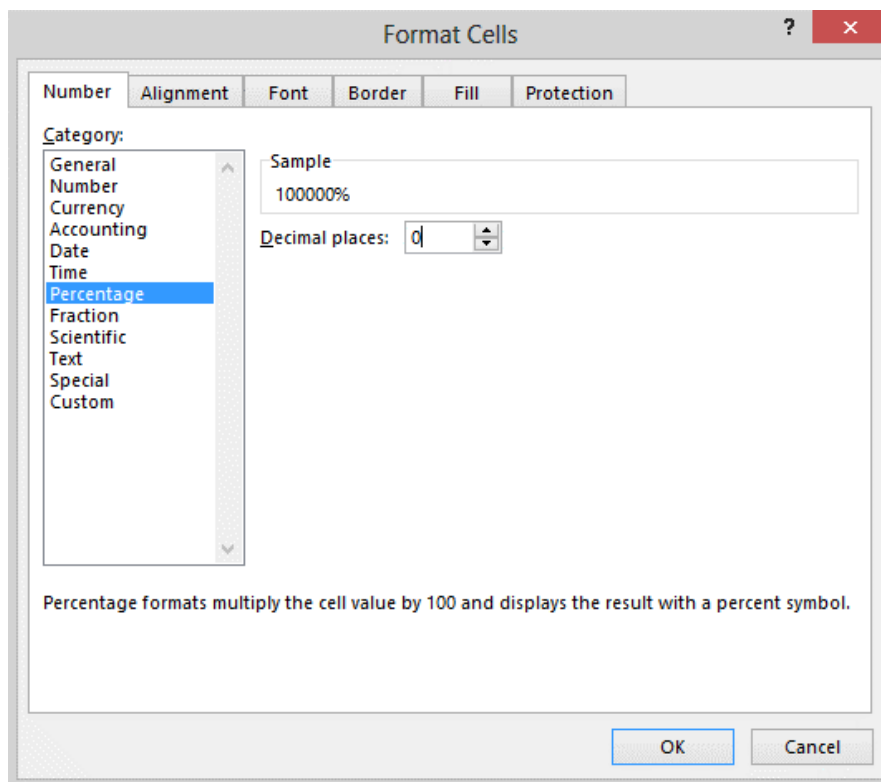 Format Cells
?
Number Alignment Font Border Fill Protection
Category:
General
Number
Currency
Accounting
Date
Time
Percentage
Fraction
Scientific
Text
Special
Custom
Sample
100000%
Decimal places: 0
Percentage formats multiply the cell value by 100 and displays the result with a percent symbol.
OK Cancel